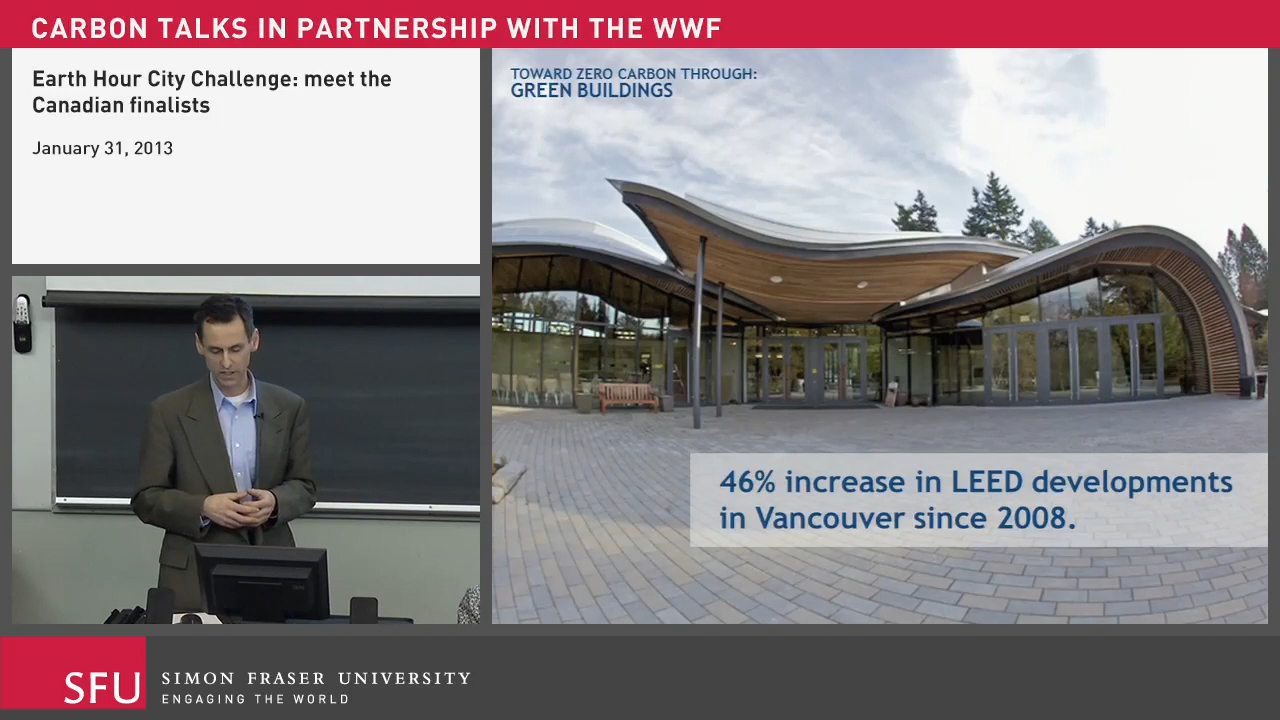 CARBON TALKS IN PARTNERSHIP WITH THE WWF
Earth Hour City Challenge: meet the
Canadian finalists
January 31, 2013
TOWARD ZERO CARBON THROUGH:
GREEN BUILDINGS
46% increase in LEED developments
in Vancouver since 2008.
SFU
SIMON FRASER UNIVERSITY
ENGAGING THE WORLD